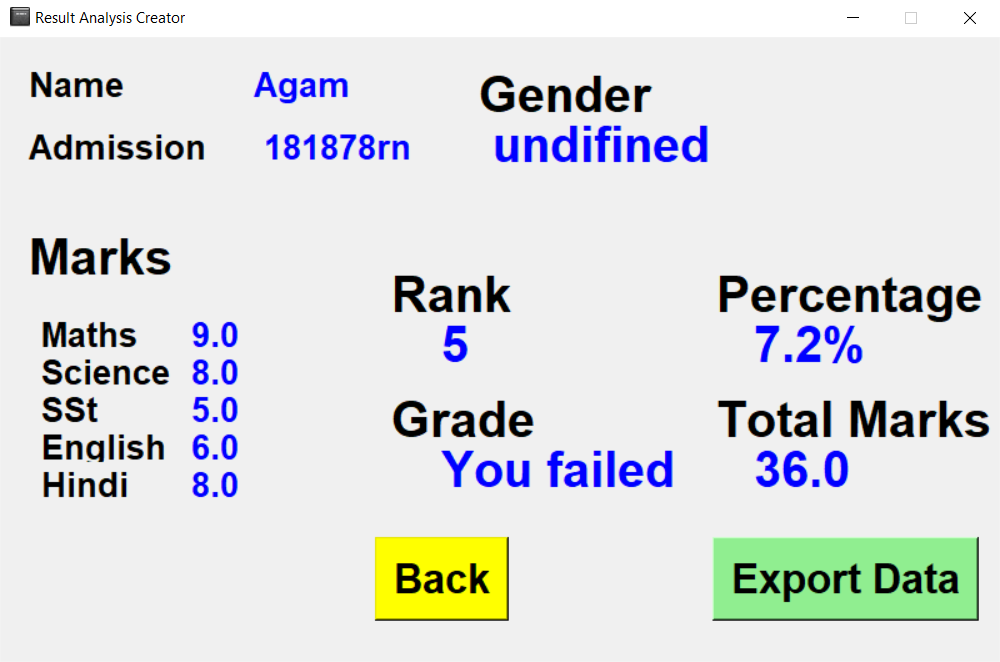 Result Analysis Creator
Name Agam
Gender
Admission 181878rn
undifined
Marks
Rank
Percentage
5
7.2%
Maths 9.0
Science 8.0
SSt 5.0
English 6.0
Hindi 8.0
Grade
Total Marks
You failed
36.0
Back
Export Data